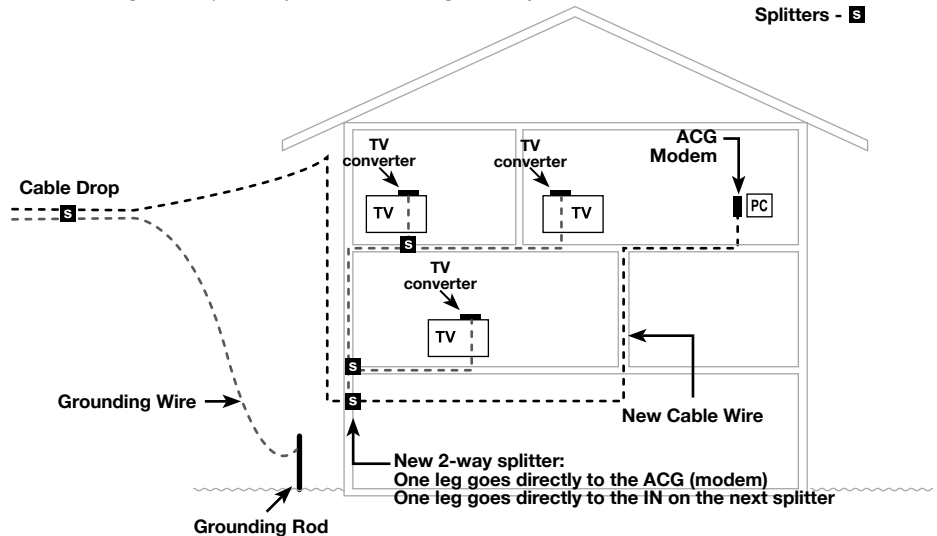 Splitters - S
ACG
Modem
TV
converter
TV
converter
Cable Drop
S
TV
TV
PC
S
TV
converter
TV
S
Grounding Wire
S
New Cable Wire
New 2-way splitter:
One leg goes directly to the ACG (modem)
One leg goes directly to the IN on the next splitter
Grounding Rod